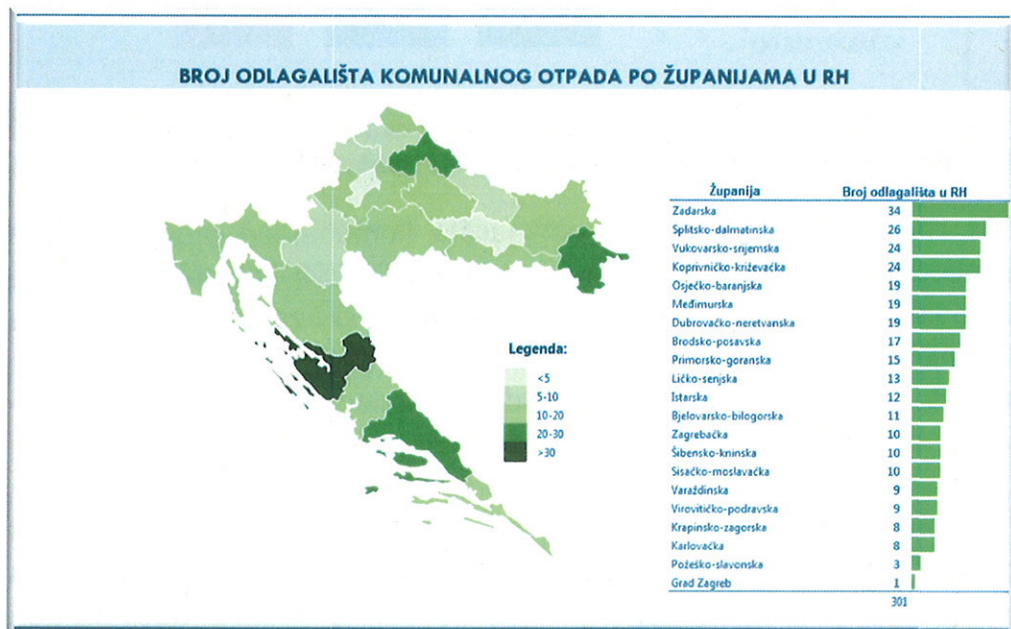 BROJ ODLAGALIŠTA KOMUNALNOG OTPADA PO ŽUPANIJAMA U RH
Legenda:
<5
5-10
10-20
20-30
>30
Županija Broj odlagališta u RH
Zadarska 34
Splitsko-dalmatinska 26
Vukovarsko-srijemska 24
Koprivničko-križevačka 24
Osječko-baranjska 19
Međimurska 19
Dubrovačko-neretvanska 19
Brodsko-posavska 17
Primorsko-goranska 15
Ličko-senjska 13
Istarska 12
Bjelovarsko-bilogorska 11
Zagrebačka 10
Šibensko-kninska 10
Sisačko-moslavačka 10
Varaždinska 9
Virovitičko-podravska 9
Krapinsko-zagorska 8
Karlovačka 8
Požeško-slavonska 3
Grad Zagreb 1
301